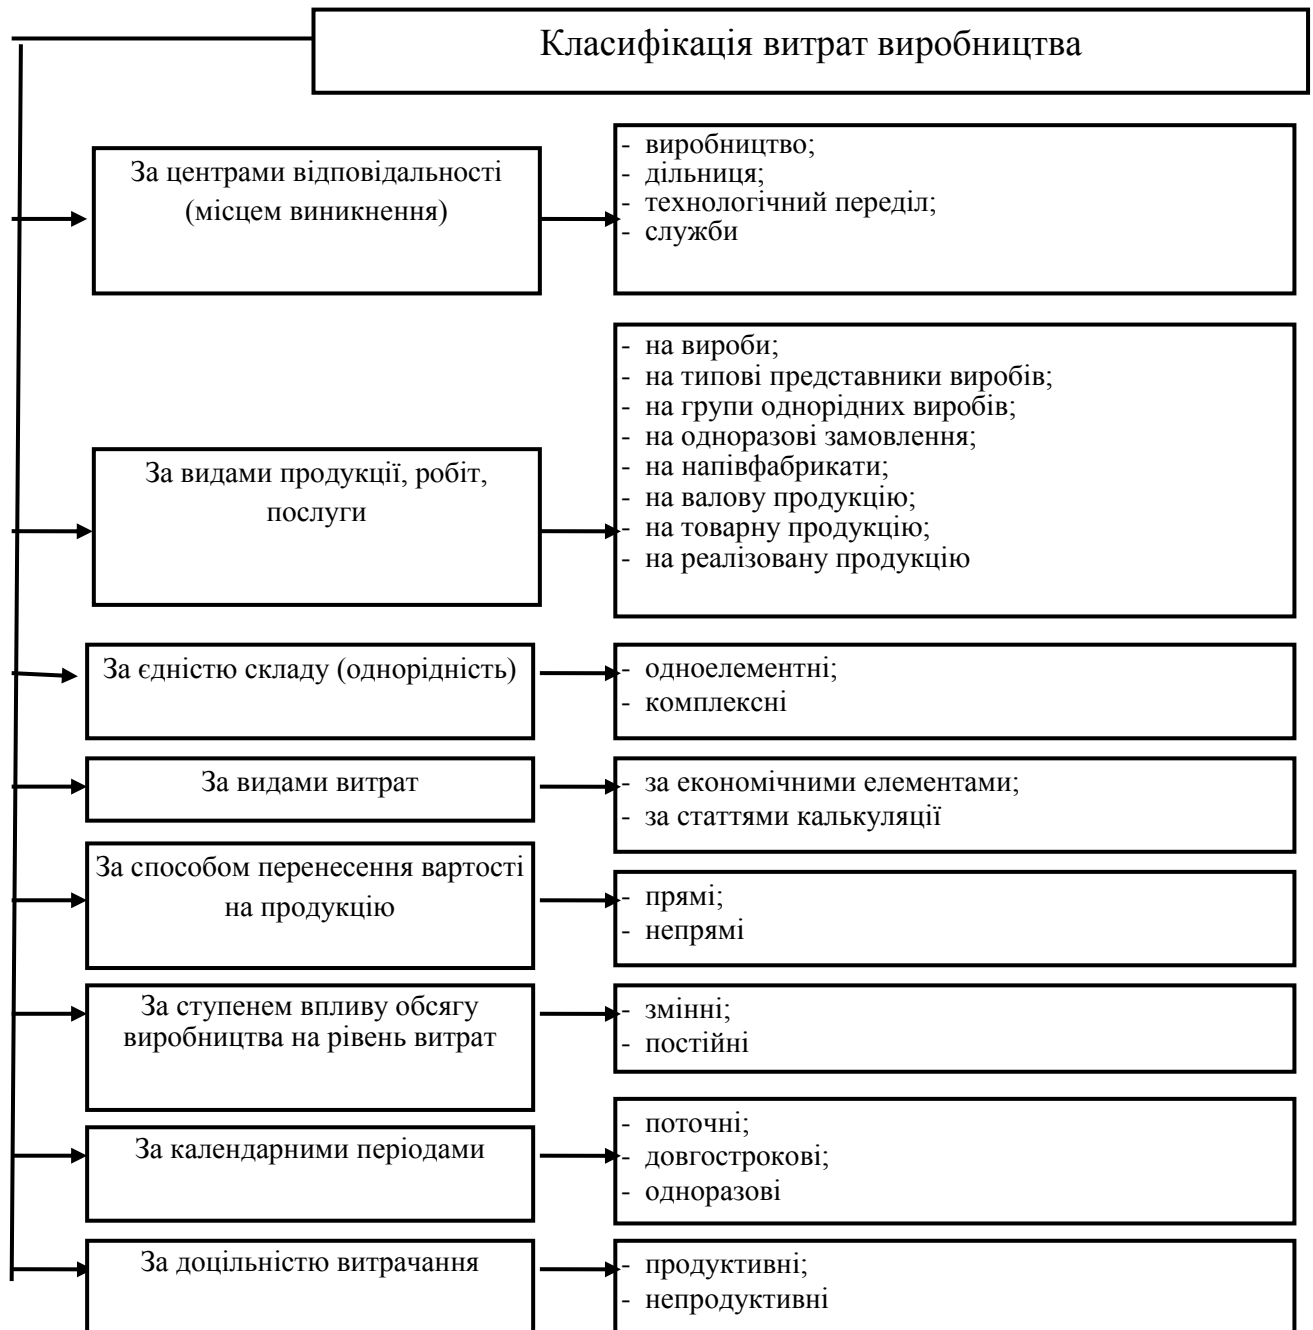 Класифікація витрат виробництва
За центрами відповідальності
(місцем виникнення)
- виробництво;
- дільниця;
- технологічний переділ;
- служби
За видами продукції, робіт,
послуги
- на вироби;
- на типові представники виробів;
- на групи однорідних виробів;
- на одноразові замовлення;
- на напівфабрикати;
- на валову продукцію;
- на товарну продукцію;
- на реалізовану продукцію
За єдністю складу (однорідність)
- одноелементні;
- комплексні
За видами витрат
- за економічними елементами;
- за статтями калькуляції
За способом перенесення вартості
на продукцію
- прямі;
- непрямі
За ступенем впливу обсягу
виробництва на рівень витрат
- змінні;
- постійні
За календарними періодами
- поточні;
- довгострокові;
- одноразові
За доцільністю витрачання
- продуктивні;
- непродуктивні